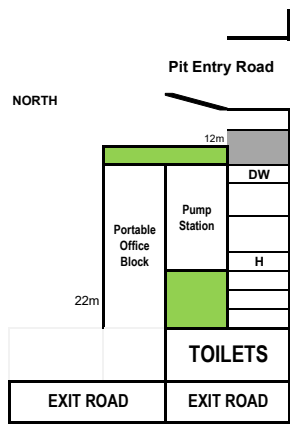 Pit Entry Road
NORTH
12m
DW
Pump
Station
Portable
Office
Block
H
22m
TOILETS
EXIT ROAD
EXIT ROAD